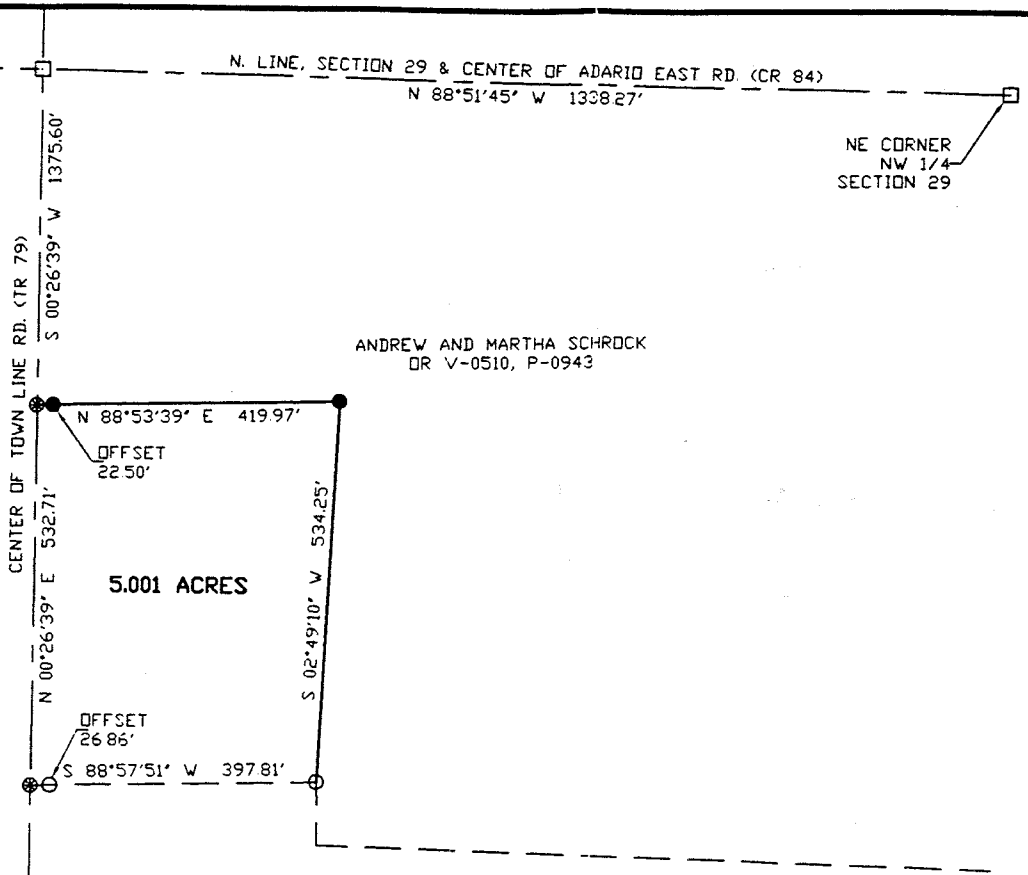 N. LINE, SECTION 29 & CENTER OF ADARIO EAST RD. (CR 84)
N 88°51'45" W 1338.27'
NE CORNER
NW 1/4
SECTION 29
S 00°26'39" W 1375.60'
CENTER OF TOWN LINE RD. (TR 79)
ANDREW AND MARTHA SCHROCK
OR V-0510, P-0943
N 88°53'39" E 419.97'
OFFSET
22.50'
N 00°26'39" E 532.71'
5.001 ACRES
S 02°49'10" W 534.25'
OFFSET
26.86'
S 88°57'51" W 397.81'